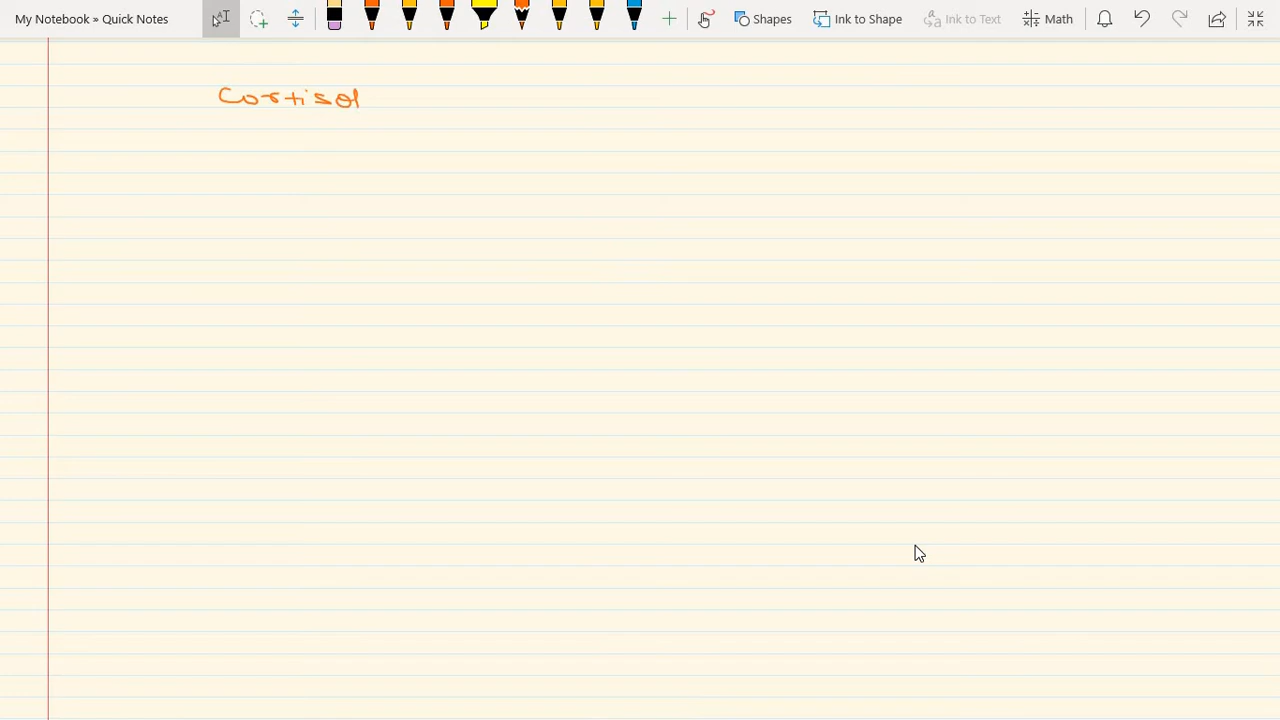 My Notebook » Quick Notes
Shapes
Ink to Shape
Ink to Text
Math
Cortisol